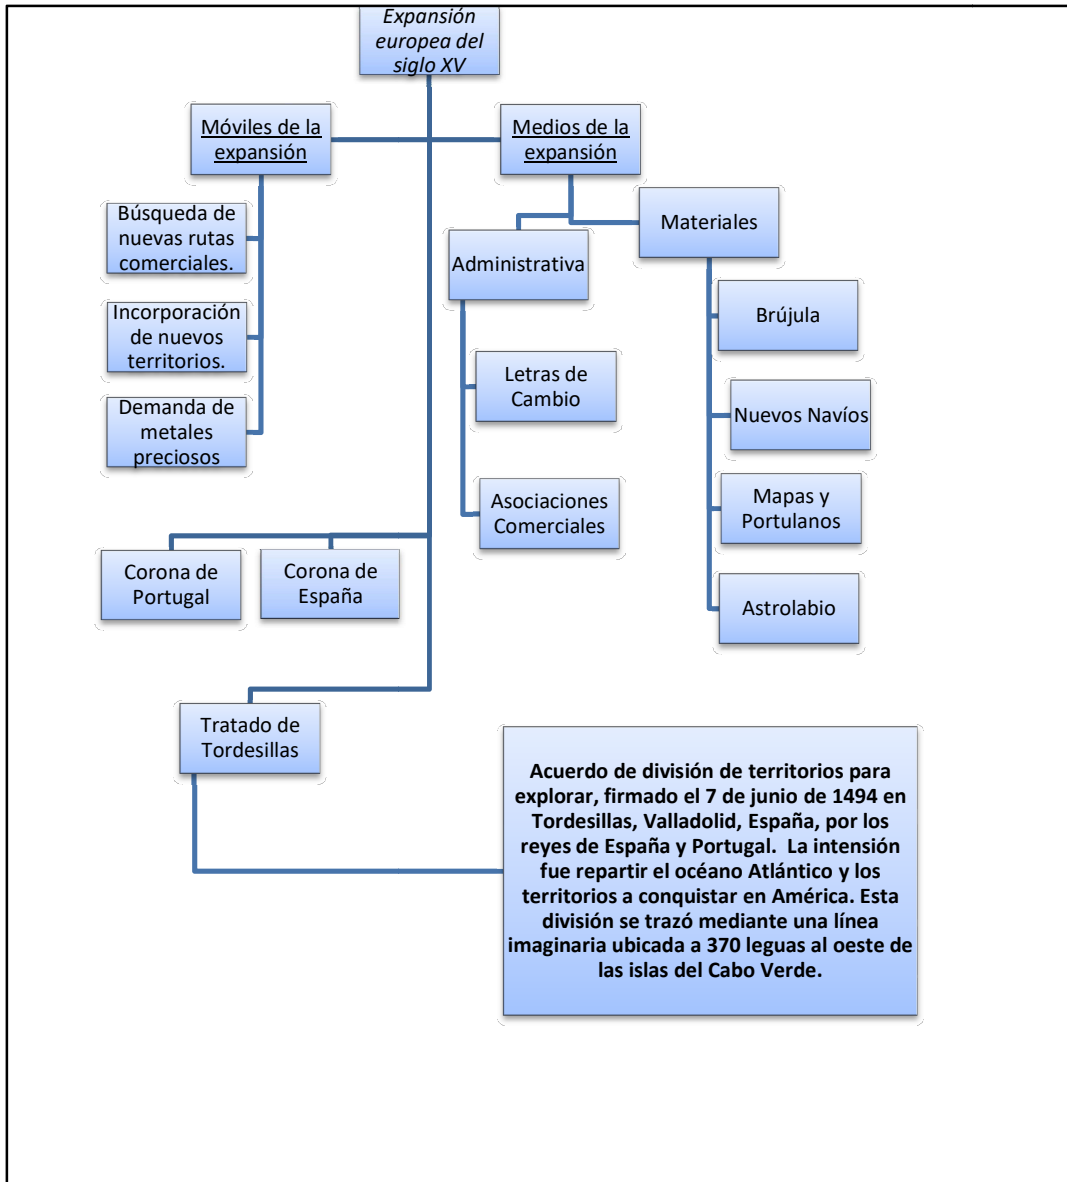 Expansión
europea del
siglo XV
Móviles de la
expansión
Medios de la
expansión
Búsqueda de
nuevas rutas
comerciales.
Incorporación
de nuevos
territorios.
Demanda de
metales
preciosos
Administrativa
Materiales
Letras de
Cambio
Asociaciones
Comerciales
Brújula
Nuevos Navíos
Mapas y
Portulanos
Astrolabio
Corona de
Portugal
Corona de
España
Tratado de
Tordesillas
Acuerdo de división de territorios para
explorar, firmado el 7 de junio de 1494 en
Tordesillas, Valladolid, España, por los
reyes de España y Portugal.  La intensión
fue repartir el océano Atlántico y los
territorios a conquistar en América. Esta
división se trazó mediante una línea
imaginaria ubicada a 370 leguas al oeste de
las islas del Cabo Verde.